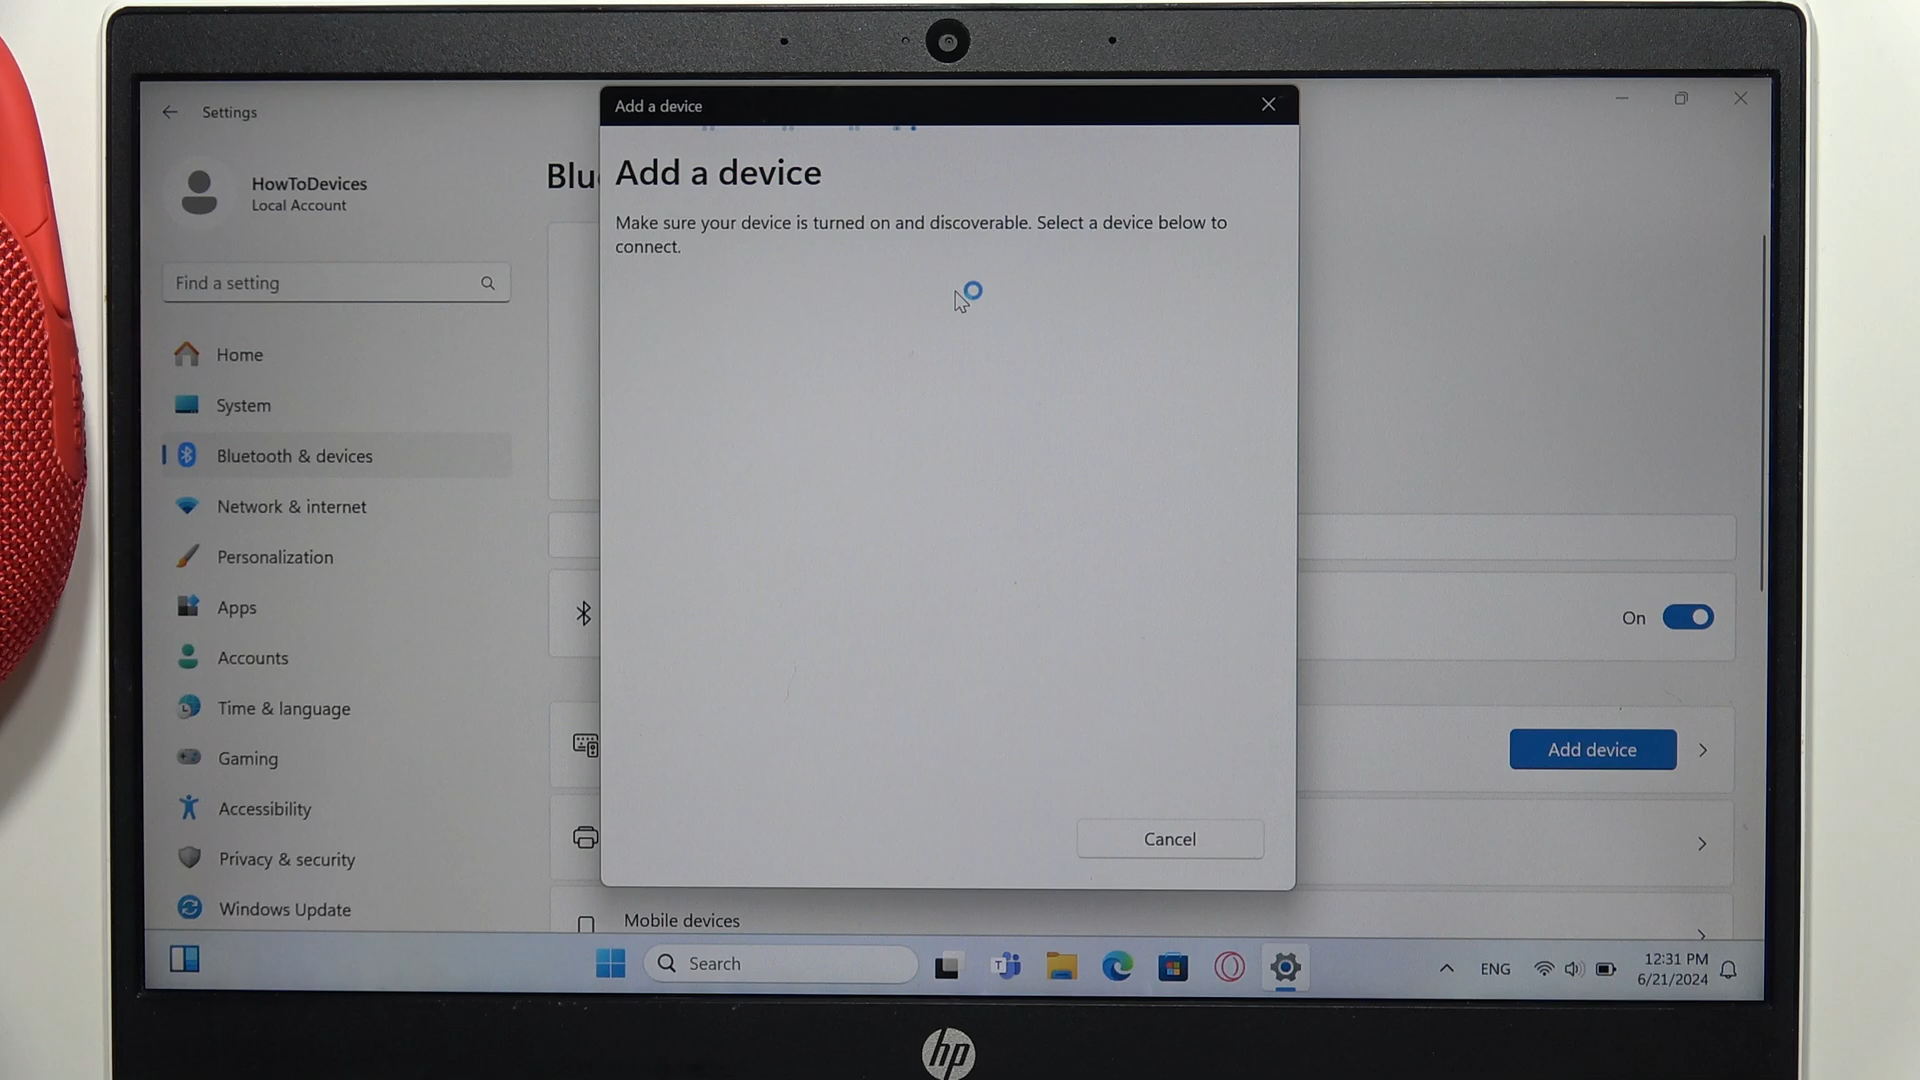 Settings
HowToDevices
Local Account
Find a setting
Home
System
Bluetooth & devices
Network & internet
Personalization
Apps
Accounts
Time & language
Gaming
Accessibility
Privacy & security
Windows Update
Blu
Add a device
Add a device
Make sure your device is turned on and discoverable. Select a device below to
connect.
Cancel
On
Add device
Mobile devices
Search
ENG
12:31 PM
6/21/2024
hp